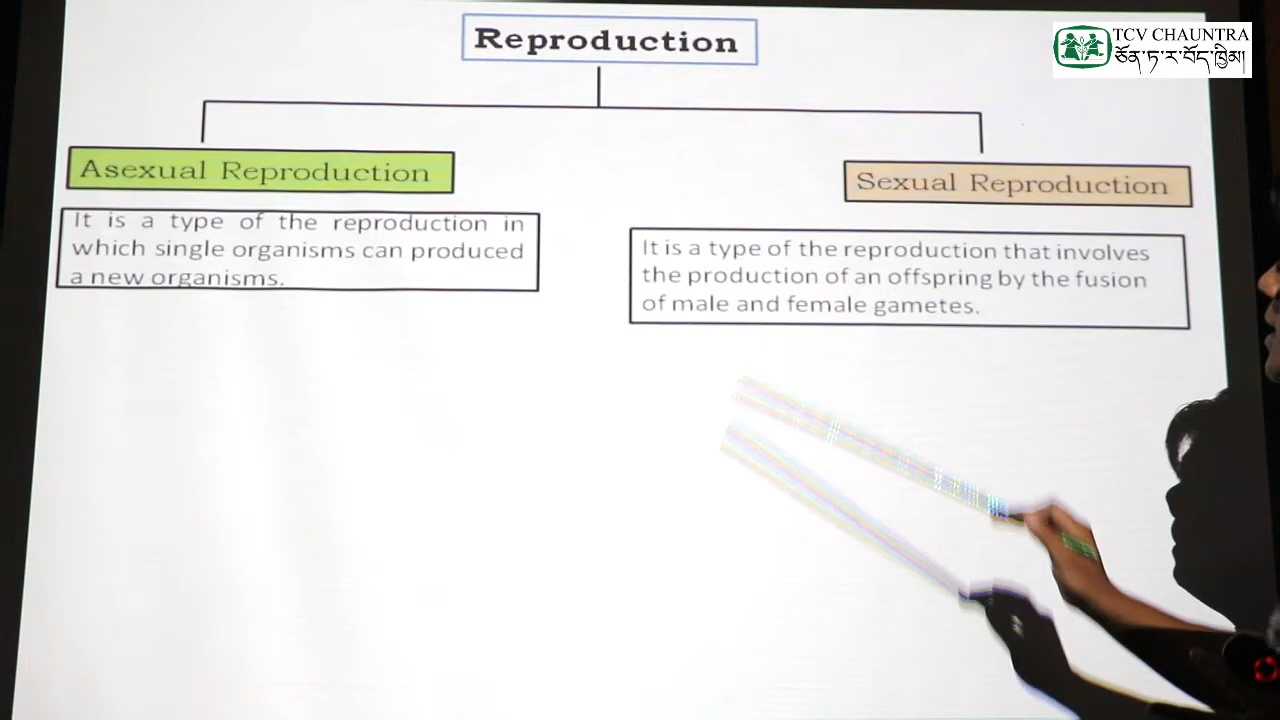 Reproduction
TCV CHAUNTRA
ཆོན་ཏ་ར་བོད་ཁྱིམ།
Asexual Reproduction
Sexual Reproduction
It is a type of the reproduction in
which single organisms can produced
a new organisms.
It is a type of the reproduction that involves
the production of an offspring by the fusion
of male and female gametes.